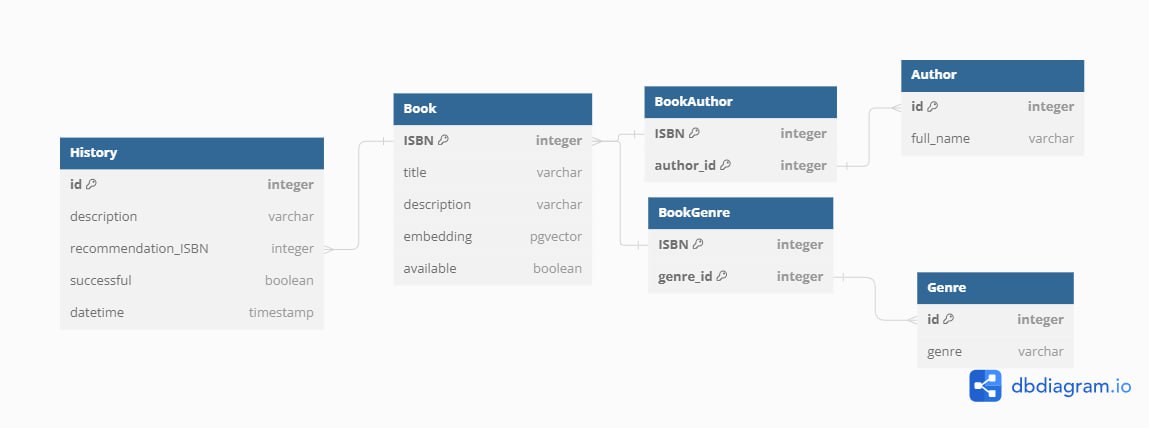 History
id integer
description varchar
recommendation_ISBN integer
successful boolean
datetime timestamp
Book
ISBN integer
title varchar
description varchar
embedding pgvector
available boolean
BookAuthor
ISBN integer
author_id integer
BookGenre
ISBN integer
genre_id integer
Author
id integer
full_name varchar
Genre
id integer
genre varchar
dbdiagram.io